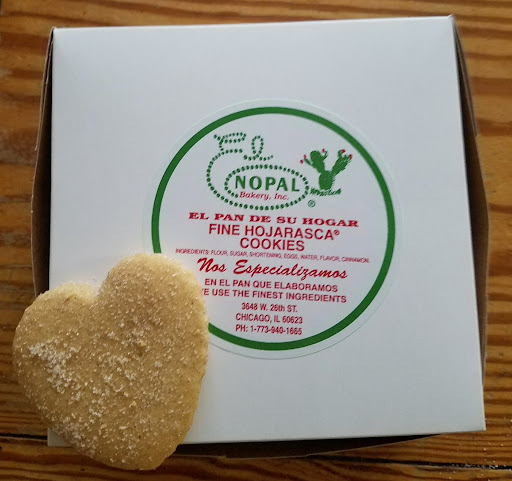 El
NOPAL
Bakery, Inc.
®
EL PAN DE SU HOGAR
FINE HOJARASCA®
COOKIES
INGREDIENTS: FLOUR, SUGAR, SHORTENING, EGGS, WATER, FLAVOR, CINNAMON.
Nos Especializamos
EN EL PAN QUE ELABORAMOS
WE USE THE FINEST INGREDIENTS
3648 W. 26th ST.
CHICAGO, IL 60623
PH: 1-773-940-1665